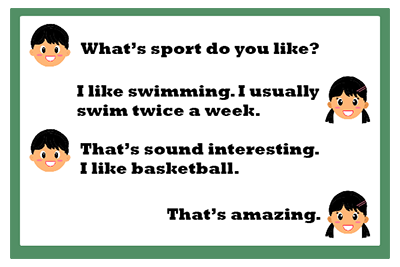 What's sport do you like?
I like swimming. I usually
swim twice a week.
That's sound interesting.
I like basketball.
That's amazing.